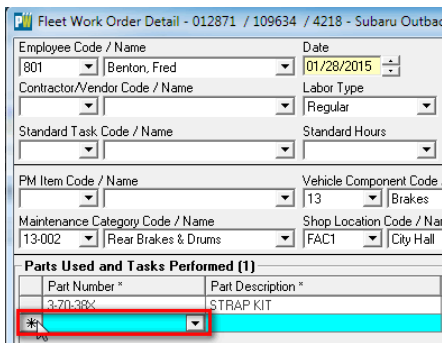 Fleet Work Order Detail - 012871 / 109634 / 4218 - Subaru Outbac
Employee Code / Name Date
801 Benton, Fred 01/28/2015
Contractor/Vendor Code / Name Labor Type
Regular
Standard Task Code / Name Standard Hours
PM Item Code / Name Vehicle Component Code
13 Brakes
Maintenance Category Code / Name Shop Location Code / Nar
13-002 Rear Brakes & Drums FAC1 City Hall
Parts Used and Tasks Performed (1)
Part Number * Part Description *
3-70-38X STRAP KIT